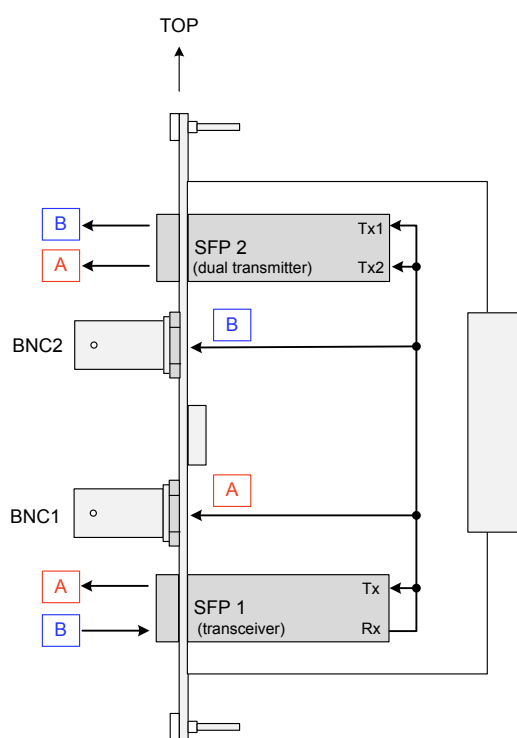 TOP
B
Tx1
SFP 2
A
(dual transmitter)
Tx2
B
BNC2
A
BNC1
A
Tx
SFP 1
B
(transceiver)
Rx